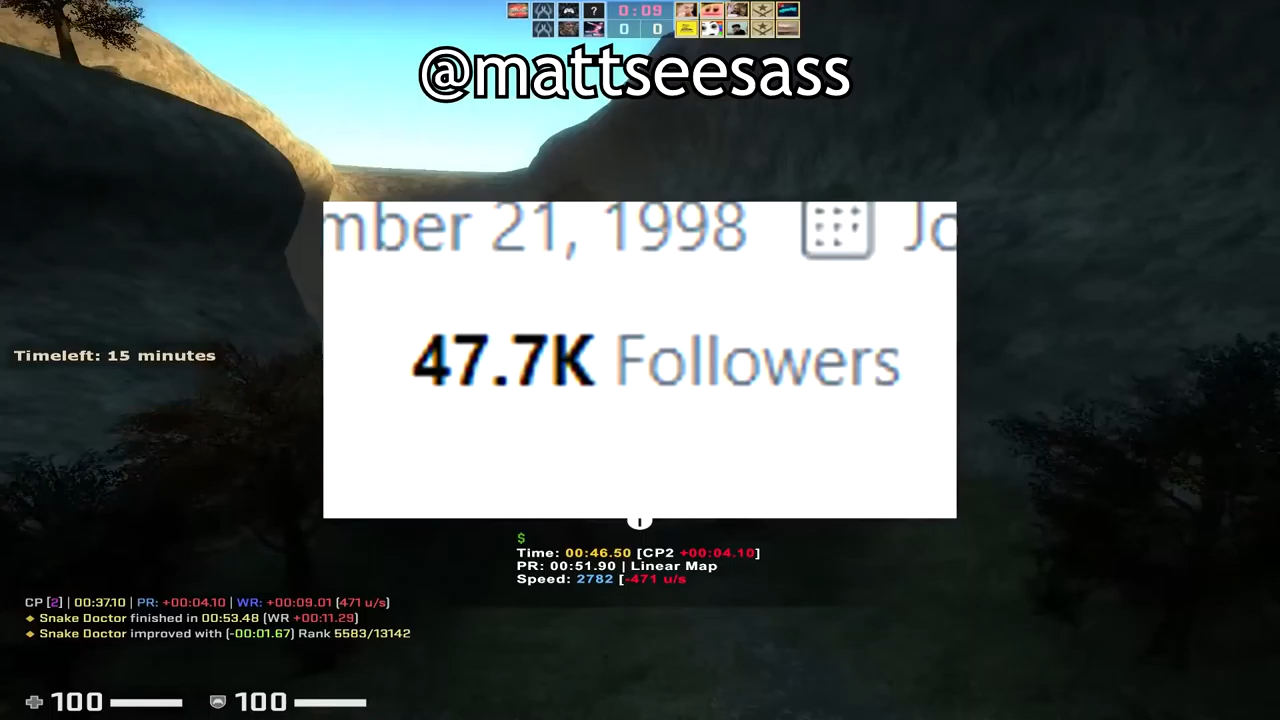 ?
0:09
0 0
@mattseesass
mber 21, 1998 Jo
47.7K Followers
Timeleft: 15 minutes
$
Time: 00:46.50 [CP2 +00:04.10]
PR: 00:51.90 | Linear Map
Speed: 2782 [-471 u/s
CP [2] | 00:37.10 | PR: +00:04.10 | WR: +00:09.01 (471 u/s)
Snake Doctor finished in 00:53.48 (WR +00:11.29)
Snake Doctor improved with (-00:01.67) Rank 5583/13142
100 100